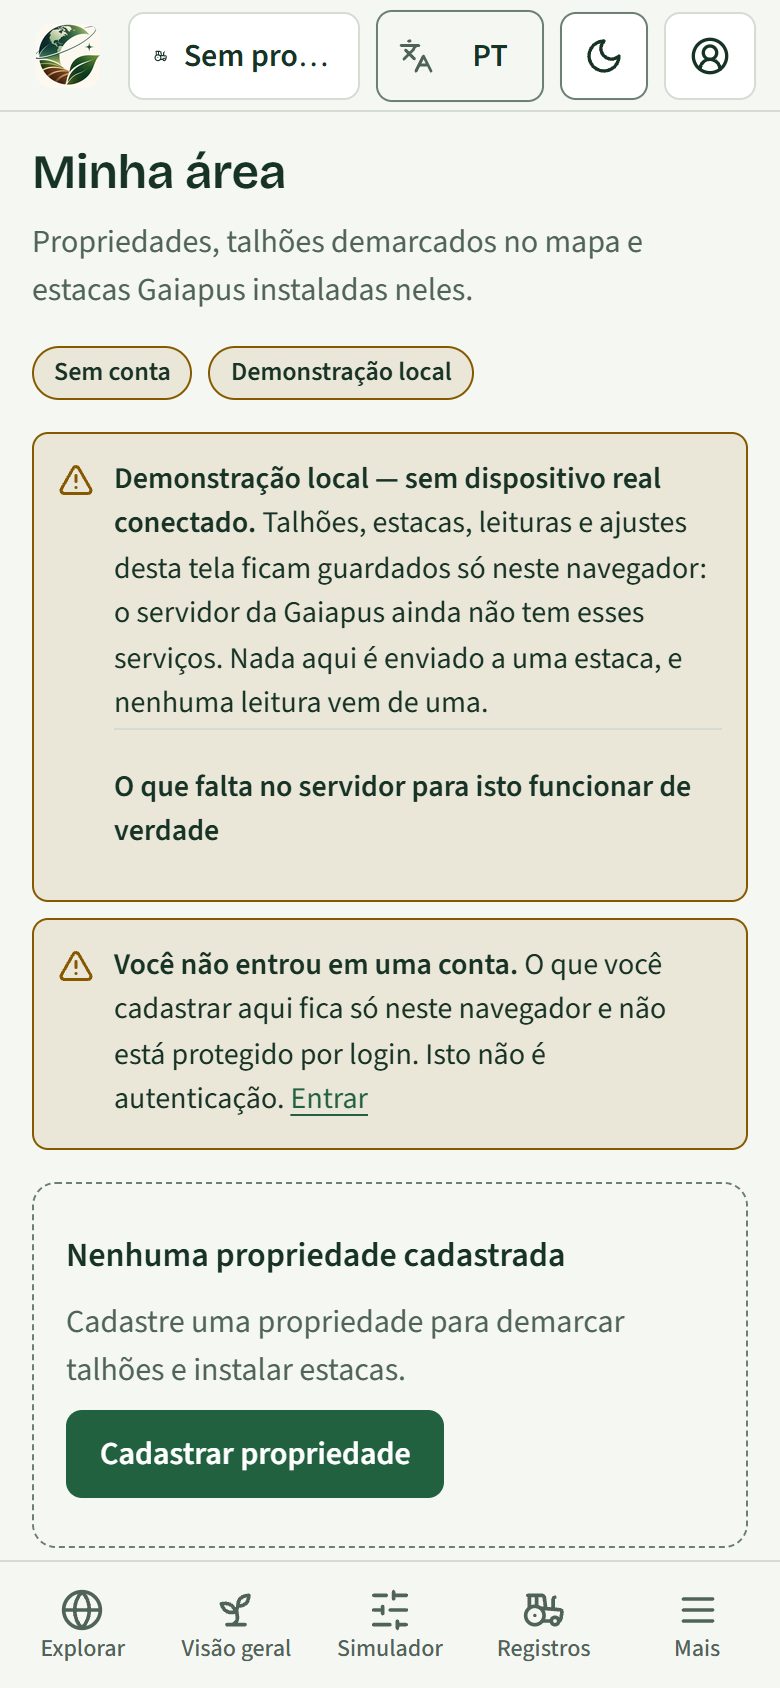 Sem pro...
PT
Minha área
Propriedades, talhões demarcados no mapa e
estacas Gaiapus instaladas neles.
Sem conta
Demonstração local
Demonstração local — sem dispositivo real
conectado. Talhões, estacas, leituras e ajustes
desta tela ficam guardados só neste navegador:
o servidor da Gaiapus ainda não tem esses
serviços. Nada aqui é enviado a uma estaca, e
nenhuma leitura vem de uma.
O que falta no servidor para isto funcionar de
verdade
Você não entrou em uma conta. O que você
cadastrar aqui fica só neste navegador e não
está protegido por login. Isto não é
autenticação. Entrar
Nenhuma propriedade cadastrada
Cadastre uma propriedade para demarcar
talhões e instalar estacas.
Cadastrar propriedade
Explorar
Visão geral
Simulador
Registros
Mais